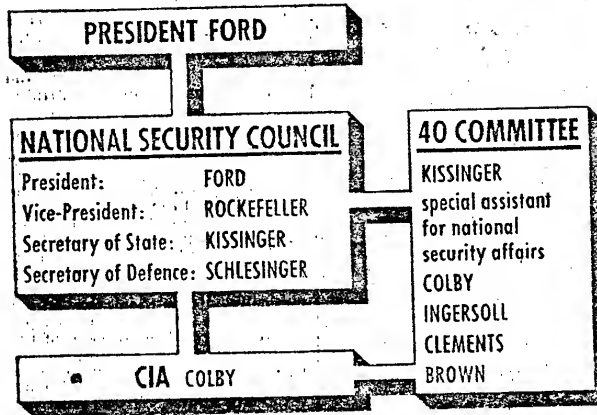 PRESIDENT FORD
NATIONAL SECURITY COUNCIL
President: FORD
Vice-President: ROCKEFELLER
Secretary of State: KISSINGER
Secretary of Defence: SCHLESINGER
40 COMMITTEE
KISSINGER
special assistant
for national
security affairs
COLBY
INGERSOLL
CLEMENTS
BROWN
CIA COLBY